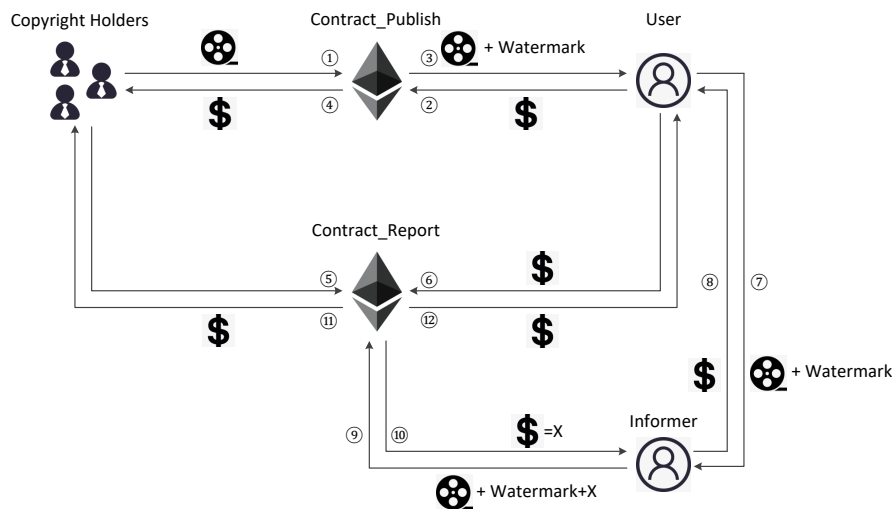 Copyright Holders
Contract_Publish
User
① ③ + Watermark
④ ②
$ $
Contract_Report
⑤ ⑥ $
⑧ ⑦
⑪ ⑫
$ $
$ + Watermark
⑨ ⑩ $ =X
Informer
+ Watermark+X